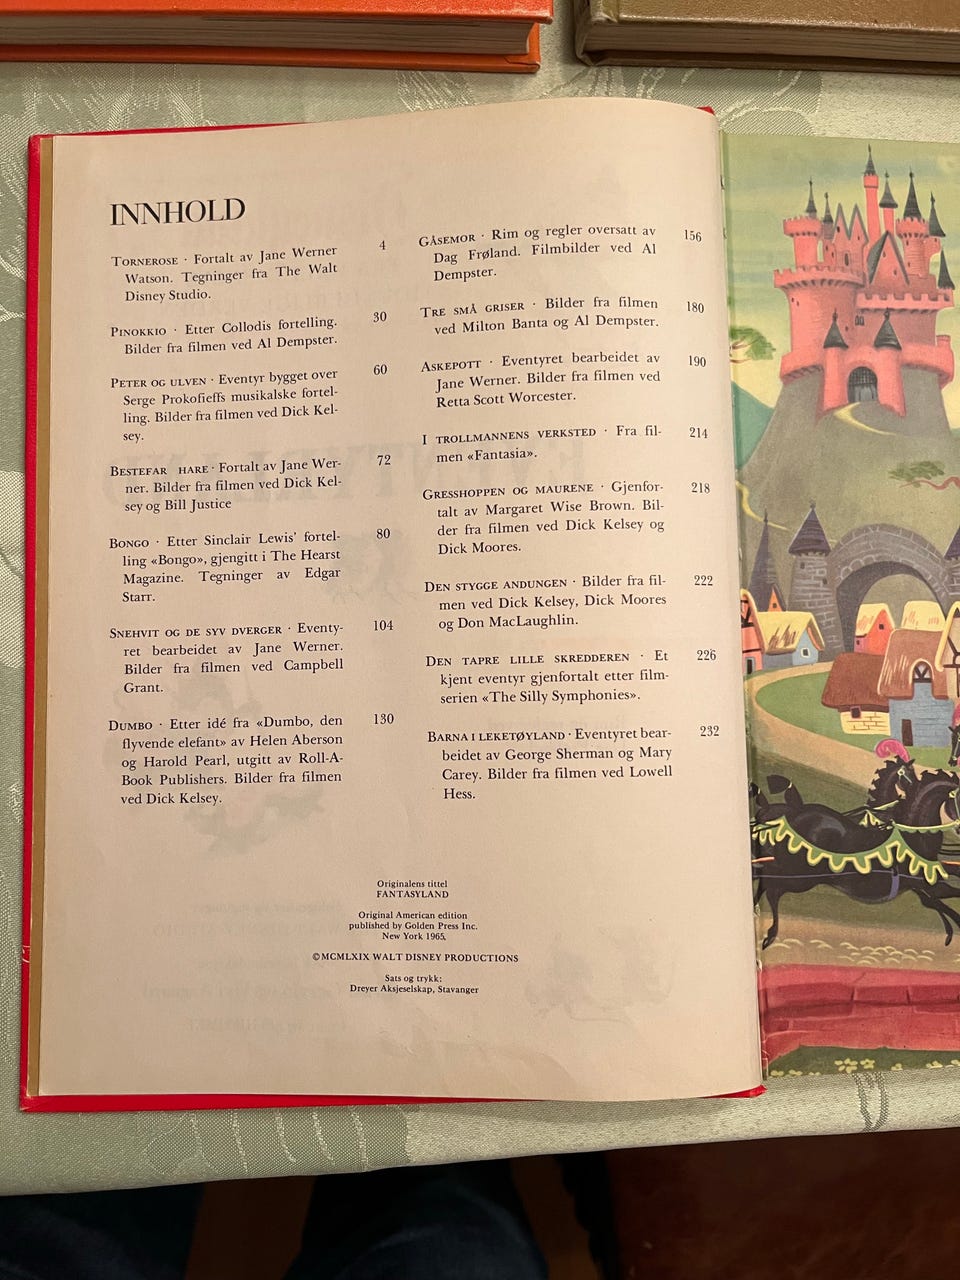 INNHOLD
TORNEROSE · Fortalt av Jane Werner 4
Watson. Tegninger fra The Walt
Disney Studio.
PINOKKIO · Etter Collodis fortelling. 30
Bilder fra filmen ved Al Dempster.
PETER OG ULVEN · Eventyr bygget over 60
Serge Prokofieffs musikalske fortel-
ling. Bilder fra filmen ved Dick Kel-
sey.
BESTEFAR HARE · Fortalt av Jane Wer- 72
ner. Bilder fra filmen ved Dick Kel-
sey og Bill Justice
BONGO · Etter Sinclair Lewis' fortel- 80
ling «Bongo», gjengitt i The Hearst
Magazine. Tegninger av Edgar
Starr.
SNEHVIT OG DE SYV DVERGER · Eventy- 104
ret bearbeidet av Jane Werner.
Bilder fra filmen ved Campbell
Grant.
DUMBO · Etter idé fra «Dumbo, den 130
flyvende elefant» av Helen Aberson
og Harold Pearl, utgitt av Roll-A-
Book Publishers. Bilder fra filmen
ved Dick Kelsey.
GÅSEMOR · Rim og regler oversatt av 156
Dag Frøland. Filmbilder ved Al
Dempster.
TRE SMÅ GRISER · Bilder fra filmen 180
ved Milton Banta og Al Dempster.
ASKEPOTT · Eventyret bearbeidet av 190
Jane Werner. Bilder fra filmen ved
Retta Scott Worcester.
I TROLLMANNENS VERKSTED · Fra fil- 214
men «Fantasia».
GRESSHOPPEN OG MAURENE · Gjenfor- 218
talt av Margaret Wise Brown. Bil-
der fra filmen ved Dick Kelsey og
Dick Moores.
DEN STYGGE ANDUNGEN · Bilder fra fil- 222
men ved Dick Kelsey, Dick Moores
og Don MacLaughlin.
DEN TAPRE LILLE SKREDDEREN · Et 226
kjent eventyr gjenfortalt etter film-
serien «The Silly Symphonies».
BARNA I LEKETØYLAND · Eventyret bear- 232
beidet av George Sherman og Mary
Carey. Bilder fra filmen ved Lowell
Hess.
Originalens tittel
FANTASYLAND
Original American edition
published by Golden Press Inc.
New York 1965.
©MCMLXIX WALT DISNEY PRODUCTIONS
Sats og trykk:
Dreyer Aksjeselskap, Stavanger